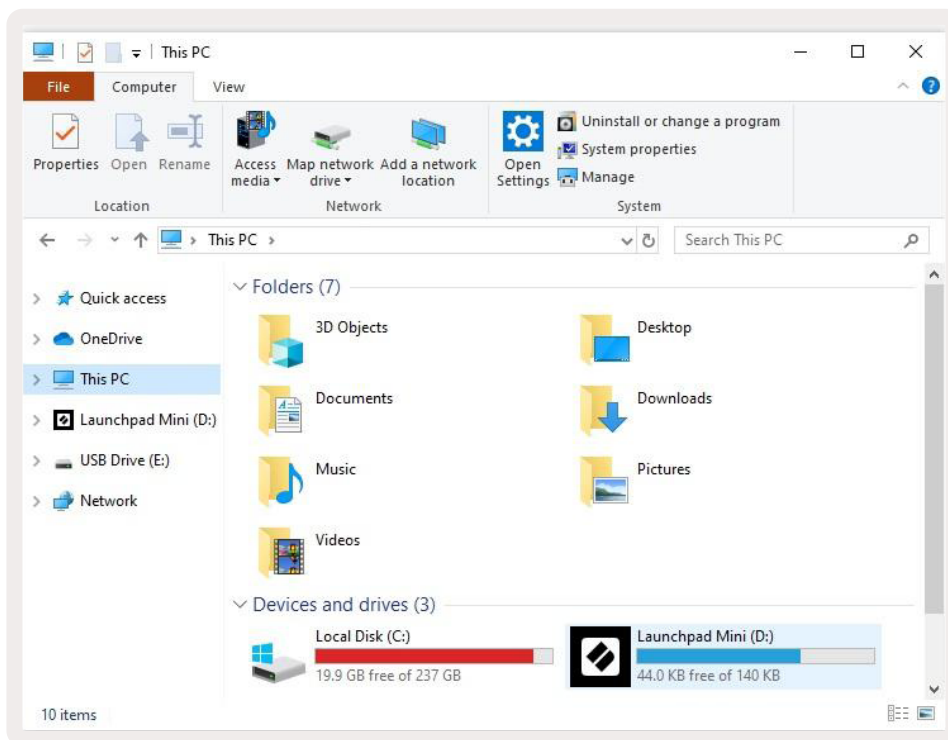 This PC
File Computer View
Properties Open Rename
Access media
Map network drive
Add a network location
Open Settings
Uninstall or change a program
System properties
Manage
Location Network System
This PC
Search This PC
Quick access
OneDrive
This PC
Launchpad Mini (D:)
USB Drive (E:)
Network
Folders (7)
3D Objects
Desktop
Documents
Downloads
Music
Pictures
Videos
Devices and drives (3)
Local Disk (C:)
19.9 GB free of 237 GB
Launchpad Mini (D:)
44.0 KB free of 140 KB
10 items